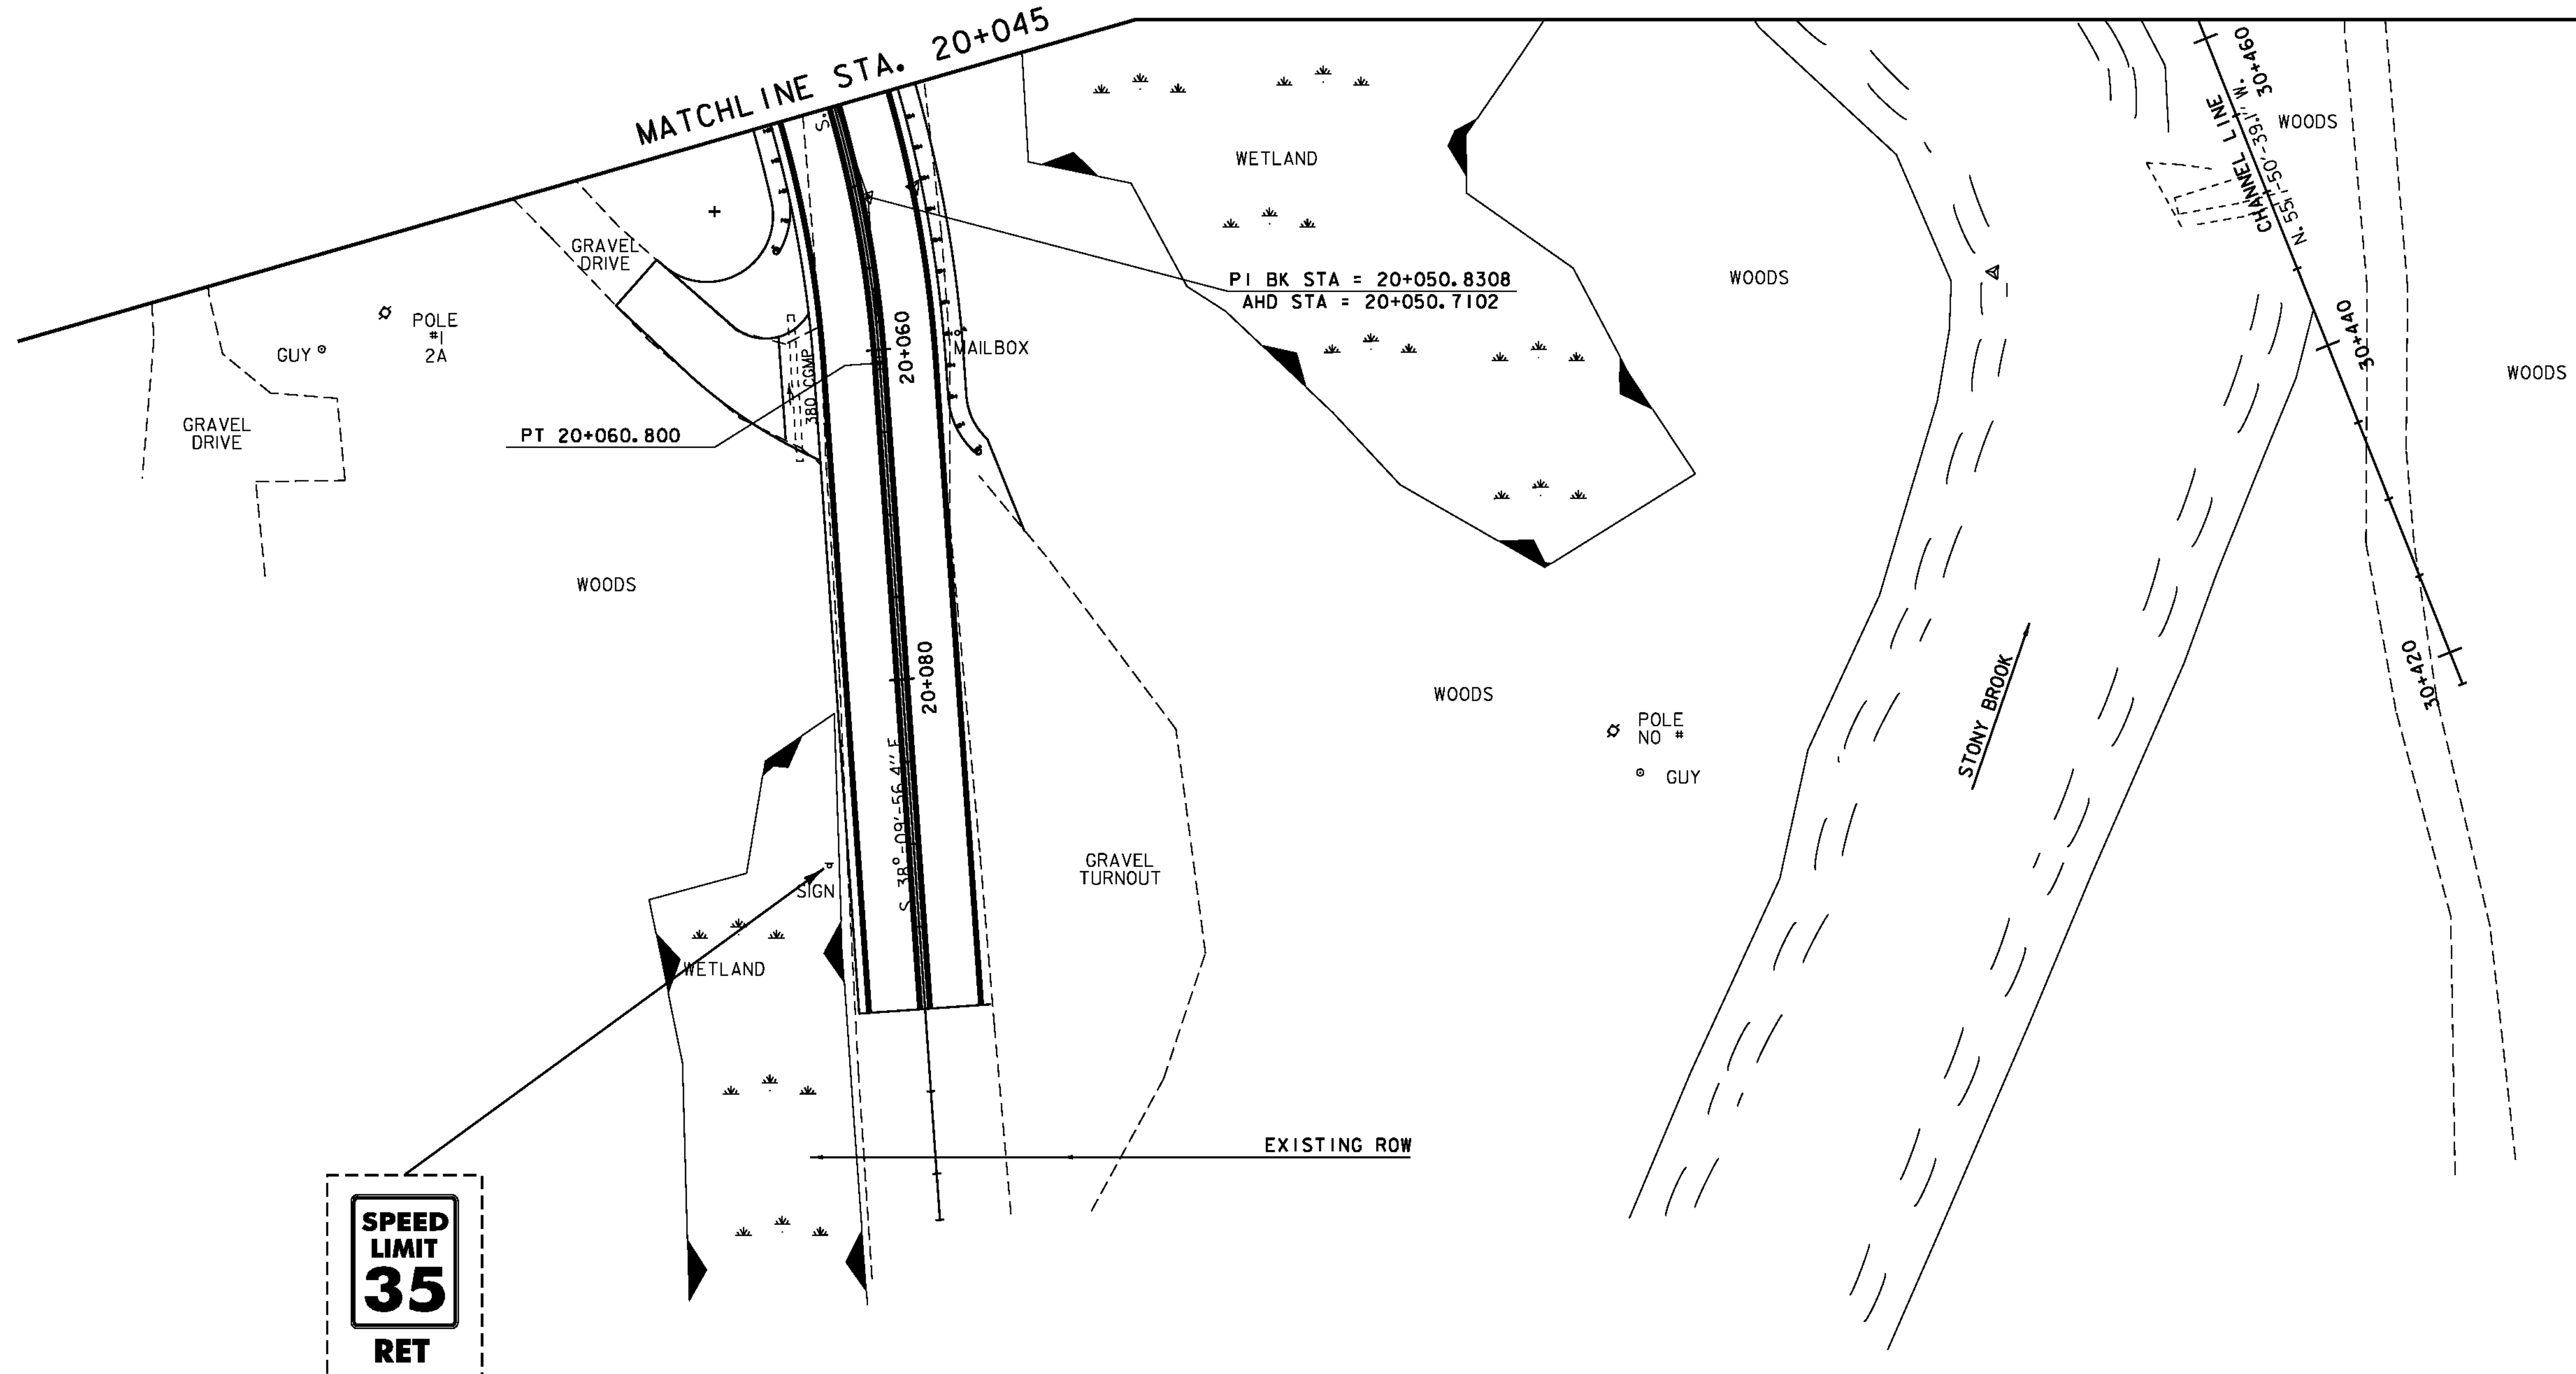 MATCHLINE STA. 20+045
30+460
CHANNEL LINE
N. 55°-50'-39.1" W.
WOODS
S.
WETLAND
GRAVEL
DRIVE
PI BK STA = 20+050.8308
AHD STA = 20+050.7102
WOODS
POLE
#1
2A
GUY
20+060
MAILBOX
30+440
WOODS
380 CGMP
GRAVEL
DRIVE
PT 20+060.800
WOODS
20+080
WOODS
30+420
STONY BROOK
POLE
NO #
GUY
S. 38°-09'-56.4" E
GRAVEL
TURNOUT
SIGN
WETLAND
EXISTING ROW
SPEED
LIMIT
35
RET